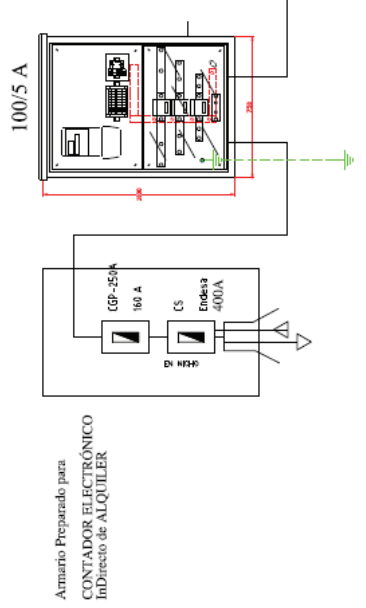 100/5 A
CGP-250A
160 A
CS
Endesa
400A
EN NICHO
Armario Preparado para
CONTADOR ELECTRÓNICO
InDirecto de ALQUILER